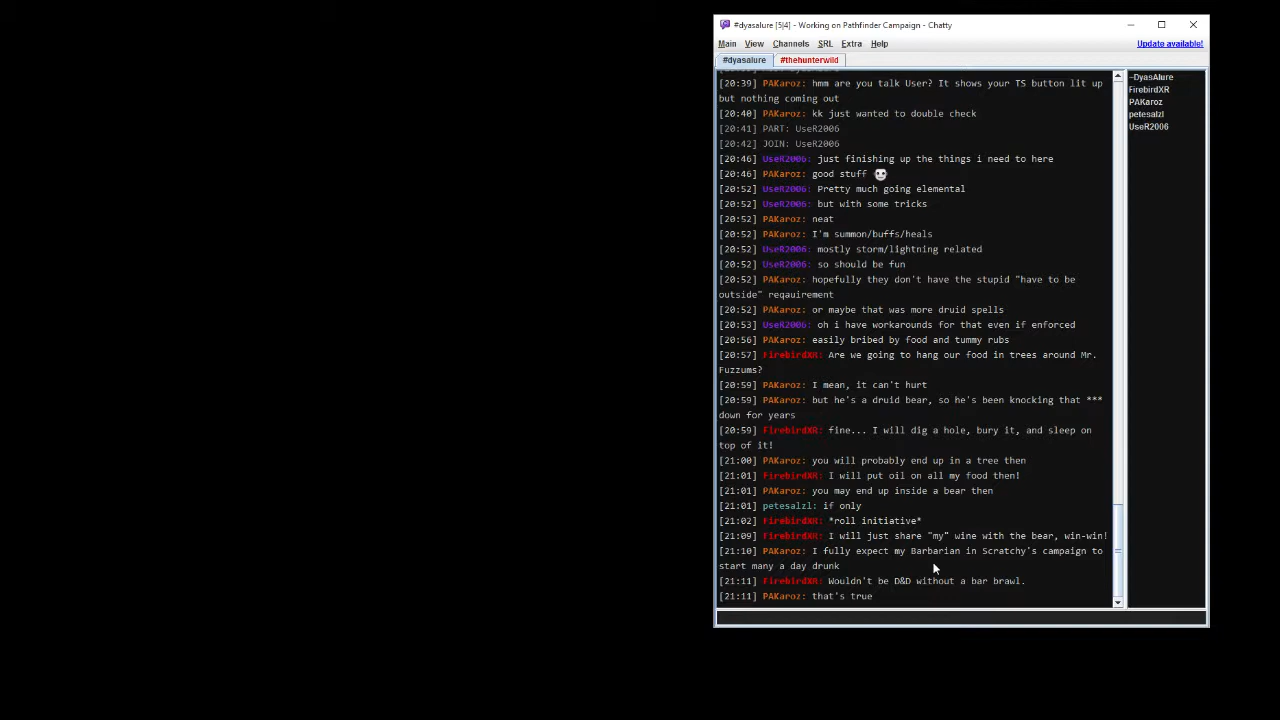 #dyasalure [5|4] - Working on Pathfinder Campaign - Chatty
Main View Channels SRL Extra Help Update available!
#dyasalure #thehunterwild
[20:39] PAKaroz: hmm are you talk User? It shows your TS button lit up
but nothing coming out
[20:40] PAKaroz: kk just wanted to double check
[20:41] PART: UseR2006
[20:42] JOIN: UseR2006
[20:46] UseR2006: just finishing up the things i need to here
[20:46] PAKaroz: good stuff
[20:52] UseR2006: Pretty much going elemental
[20:52] UseR2006: but with some tricks
[20:52] PAKaroz: neat
[20:52] PAKaroz: I'm summon/buffs/heals
[20:52] UseR2006: mostly storm/lightning related
[20:52] UseR2006: so should be fun
[20:52] PAKaroz: hopefully they don't have the stupid "have to be
outside" reqauirement
[20:52] PAKaroz: or maybe that was more druid spells
[20:53] UseR2006: oh i have workarounds for that even if enforced
[20:56] PAKaroz: easily bribed by food and tummy rubs
[20:57] FirebirdXR: Are we going to hang our food in trees around Mr.
Fuzzums?
[20:59] PAKaroz: I mean, it can't hurt
[20:59] PAKaroz: but he's a druid bear, so he's been knocking that ***
down for years
[20:59] FirebirdXR: fine... I will dig a hole, bury it, and sleep on
top of it!
[21:00] PAKaroz: you will probably end up in a tree then
[21:01] FirebirdXR: I will put oil on all my food then!
[21:01] PAKaroz: you may end up inside a bear then
[21:01] petesalzl: if only
[21:02] FirebirdXR: *roll initiative*
[21:09] FirebirdXR: I will just share "my" wine with the bear, win-win!
[21:10] PAKaroz: I fully expect my Barbarian in Scratchy's campaign to
start many a day drunk
[21:11] FirebirdXR: Wouldn't be D&D without a bar brawl.
[21:11] PAKaroz: that's true
~DyasAlure
FirebirdXR
PAKaroz
petesalzl
UseR2006